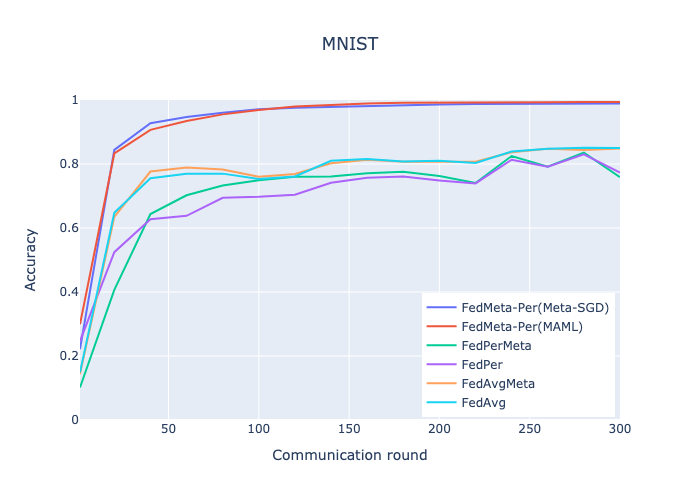 MNIST
1
0.8
0.6
0.4
0.2
0
Accuracy
50
100
150
200
250
300
Communication round
FedMeta-Per(Meta-SGD)
FedMeta-Per(MAML)
FedPerMeta
FedPer
FedAvgMeta
FedAvg